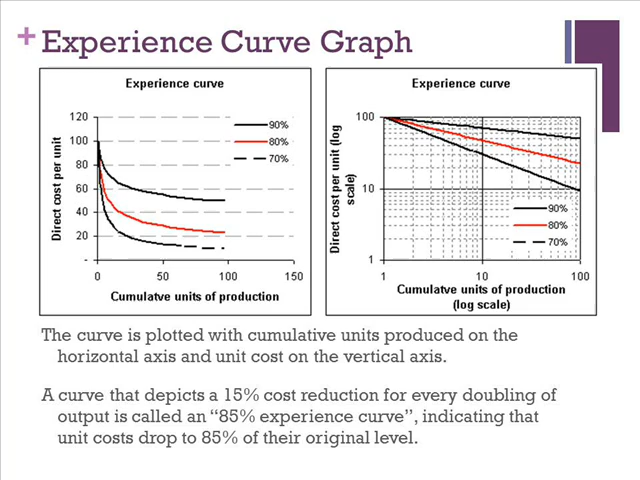 + Experience Curve Graph
Experience curve
120
100
80
60
40
20
-
0
50
100
150
90%
80%
70%
Direct cost per unit
Cumulatve units of production
Experience curve
100
10
1
1
10
100
90%
80%
70%
Direct cost per unit (log
scale)
Cumulatve units of production
(log scale)
The curve is plotted with cumulative units produced on the
horizontal axis and unit cost on the vertical axis.
A curve that depicts a 15% cost reduction for every doubling of
output is called an “85% experience curve”, indicating that
unit costs drop to 85% of their original level.